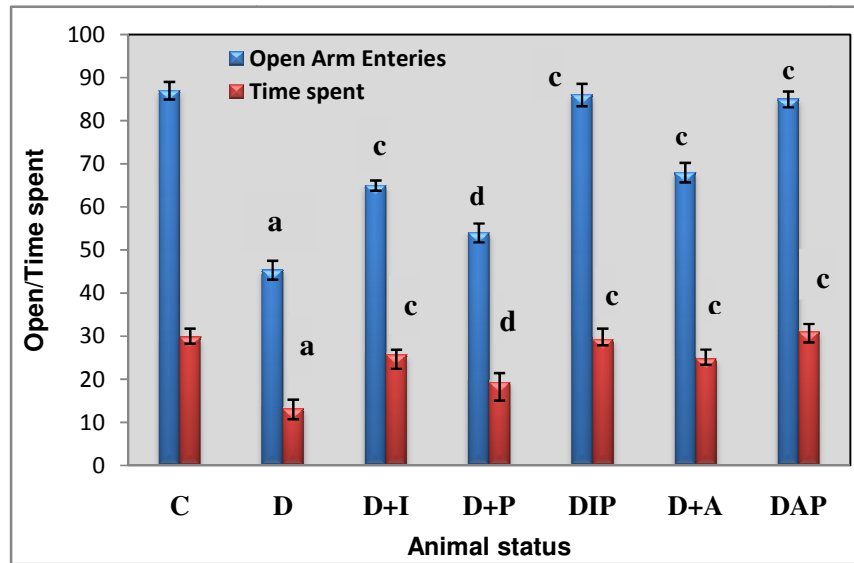 100
90
80
70
60
50
40
30
20
10
0
Open/Time spent
Open Arm Enteries
Time spent
a
a
c
c
d
d
c
c
c
c
c
c
C D D+I D+P DIP D+A DAP
Animal status